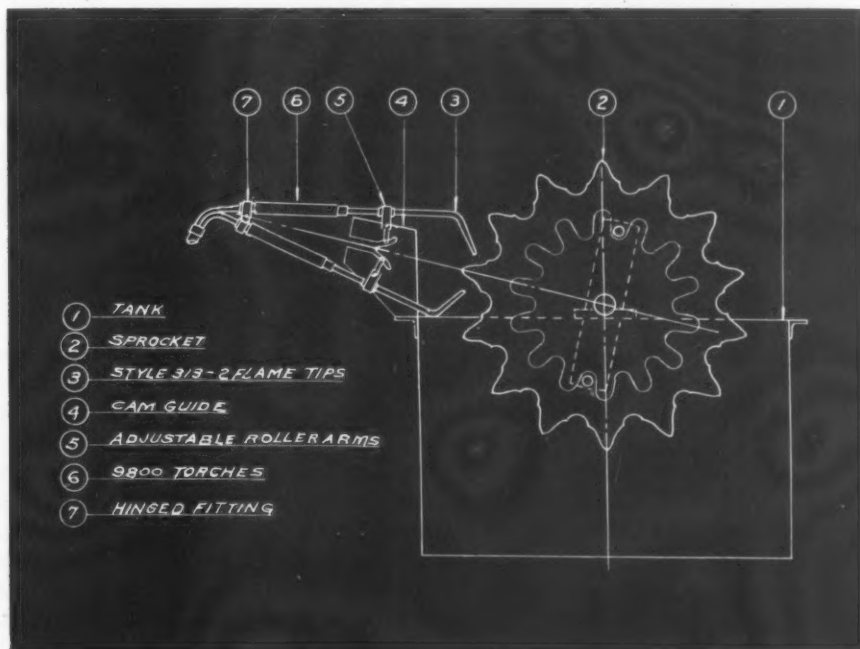 7 6 5 4 3 2 1
1 TANK
2 SPROCKET
3 STYLE 313-2 FLAME TIPS
4 CAM GUIDE
5 ADJUSTABLE ROLLER ARMS
6 9800 TORCHES
7 HINGED FITTING